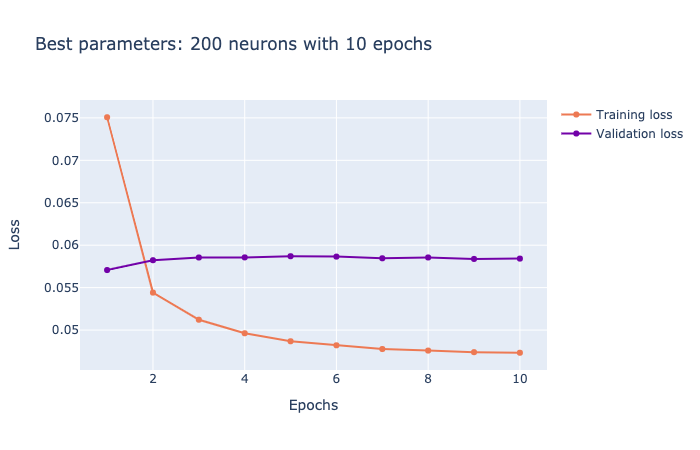 Best parameters: 200 neurons with 10 epochs
Training loss
Validation loss
0.075
0.07
0.065
0.06
0.055
0.05
Loss
2
4
6
8
10
Epochs